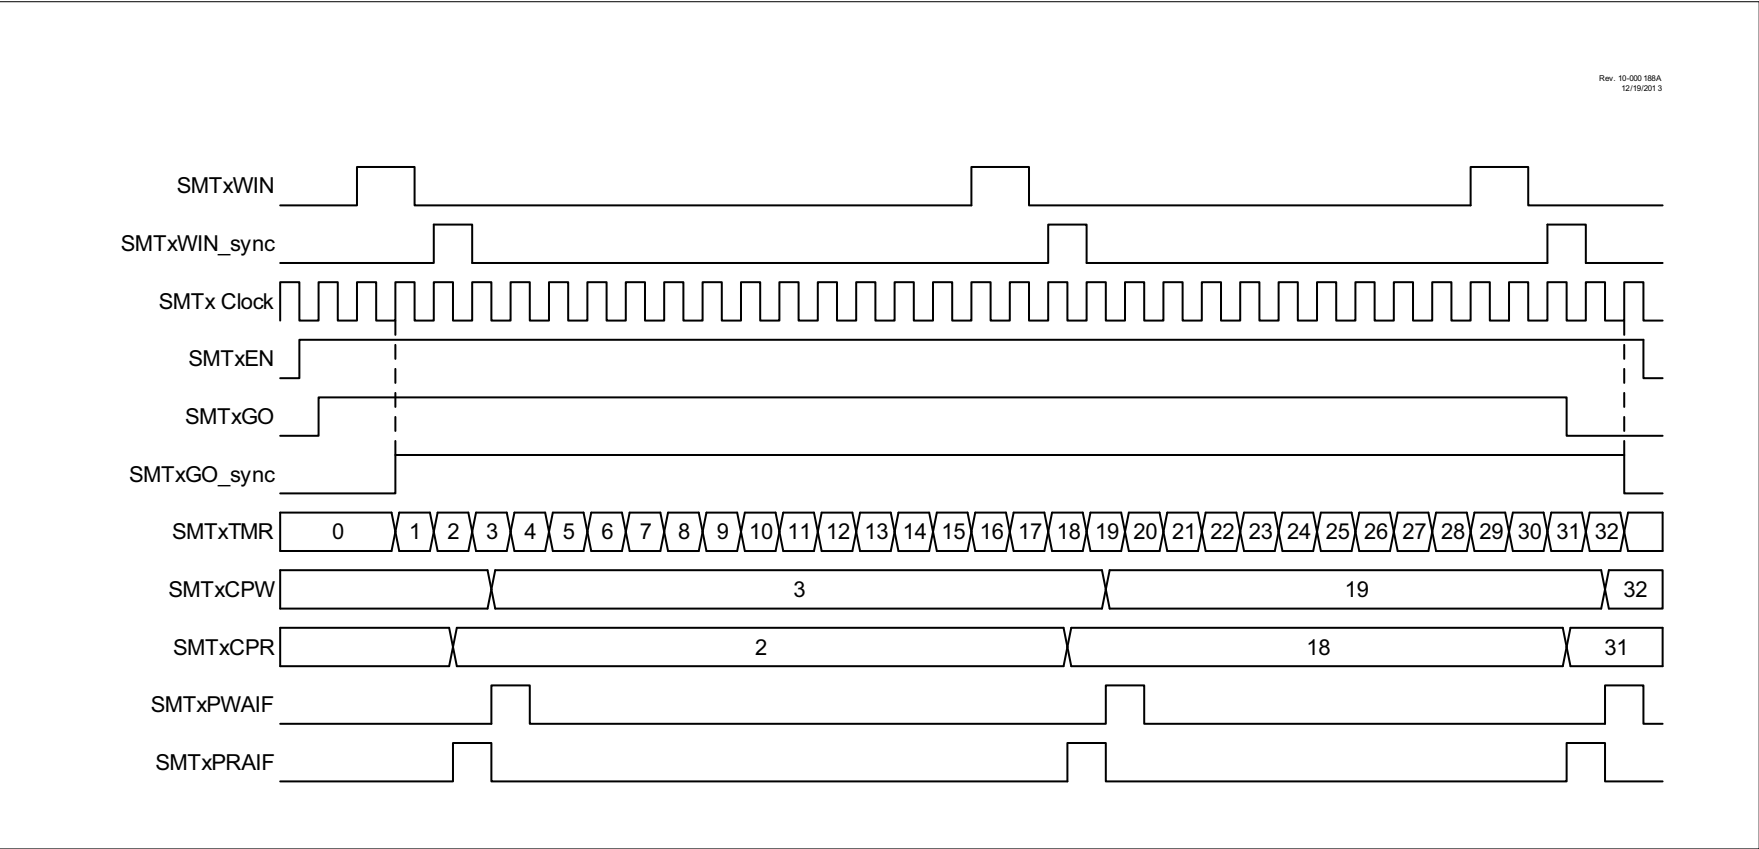 Rev. 10-000 188A
12/19/201 3
SMTxWIN
SMTxWIN_sync
SMTx Clock
SMTxEN
SMTxGO
SMTxGO_sync
SMTxTMR 0 1 2 3 4 5 6 7 8 9 10 11 12 13 14 15 16 17 18 19 20 21 22 23 24 25 26 27 28 29 30 31 32
SMTxCPW 3 19 32
SMTxCPR 2 18 31
SMTxPWAIF
SMTxPRAIF